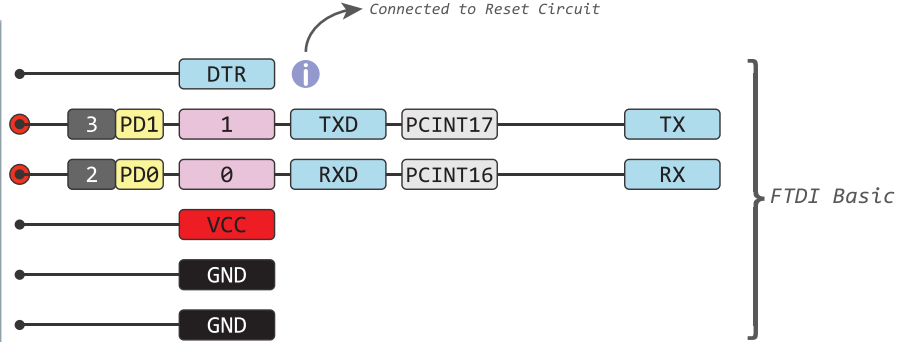 Connected to Reset Circuit
DTR i
3 PD1 1 TXD PCINT17 TX
2 PD0 0 RXD PCINT16 RX
FTDI Basic
VCC
GND
GND